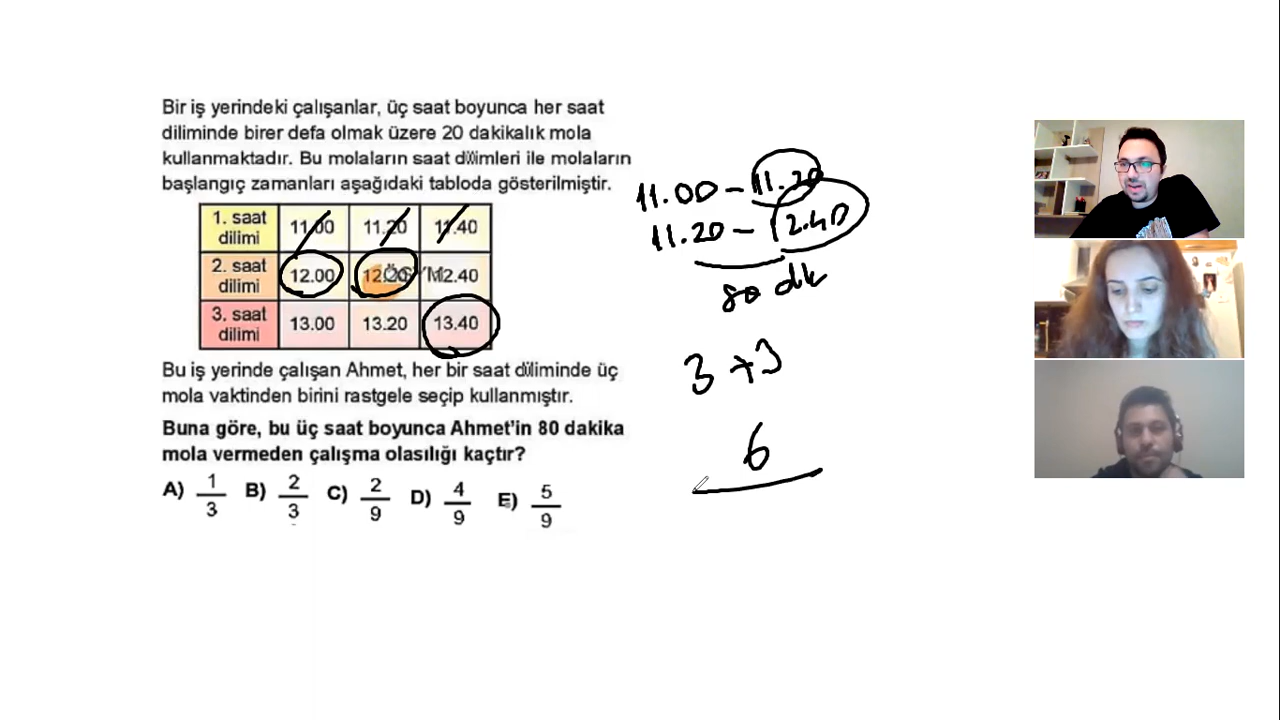 Bir iş yerindeki çalışanlar, üç saat boyunca her saat
diliminde birer defa olmak üzere 20 dakikalık mola
kullanmaktadır. Bu molaların saat dilimleri ile molaların
başlangıç zamanları aşağıdaki tabloda gösterilmiştir.
1. saat dilimi 11.00 11.20 11.40
2. saat dilimi 12.00 12.20 12.40
3. saat dilimi 13.00 13.20 13.40
ÖSYM
Bu iş yerinde çalışan Ahmet, her bir saat diliminde üç
mola vaktinden birini rastgele seçip kullanmıştır.
Buna göre, bu üç saat boyunca Ahmet'in 80 dakika
mola vermeden çalışma olasılığı kaçtır?
A) 1/3 B) 2/3 C) 2/9 D) 4/9 E) 5/9
11.00 – 11.20
11.20 – 12.40
80 dk
3 + 3
6